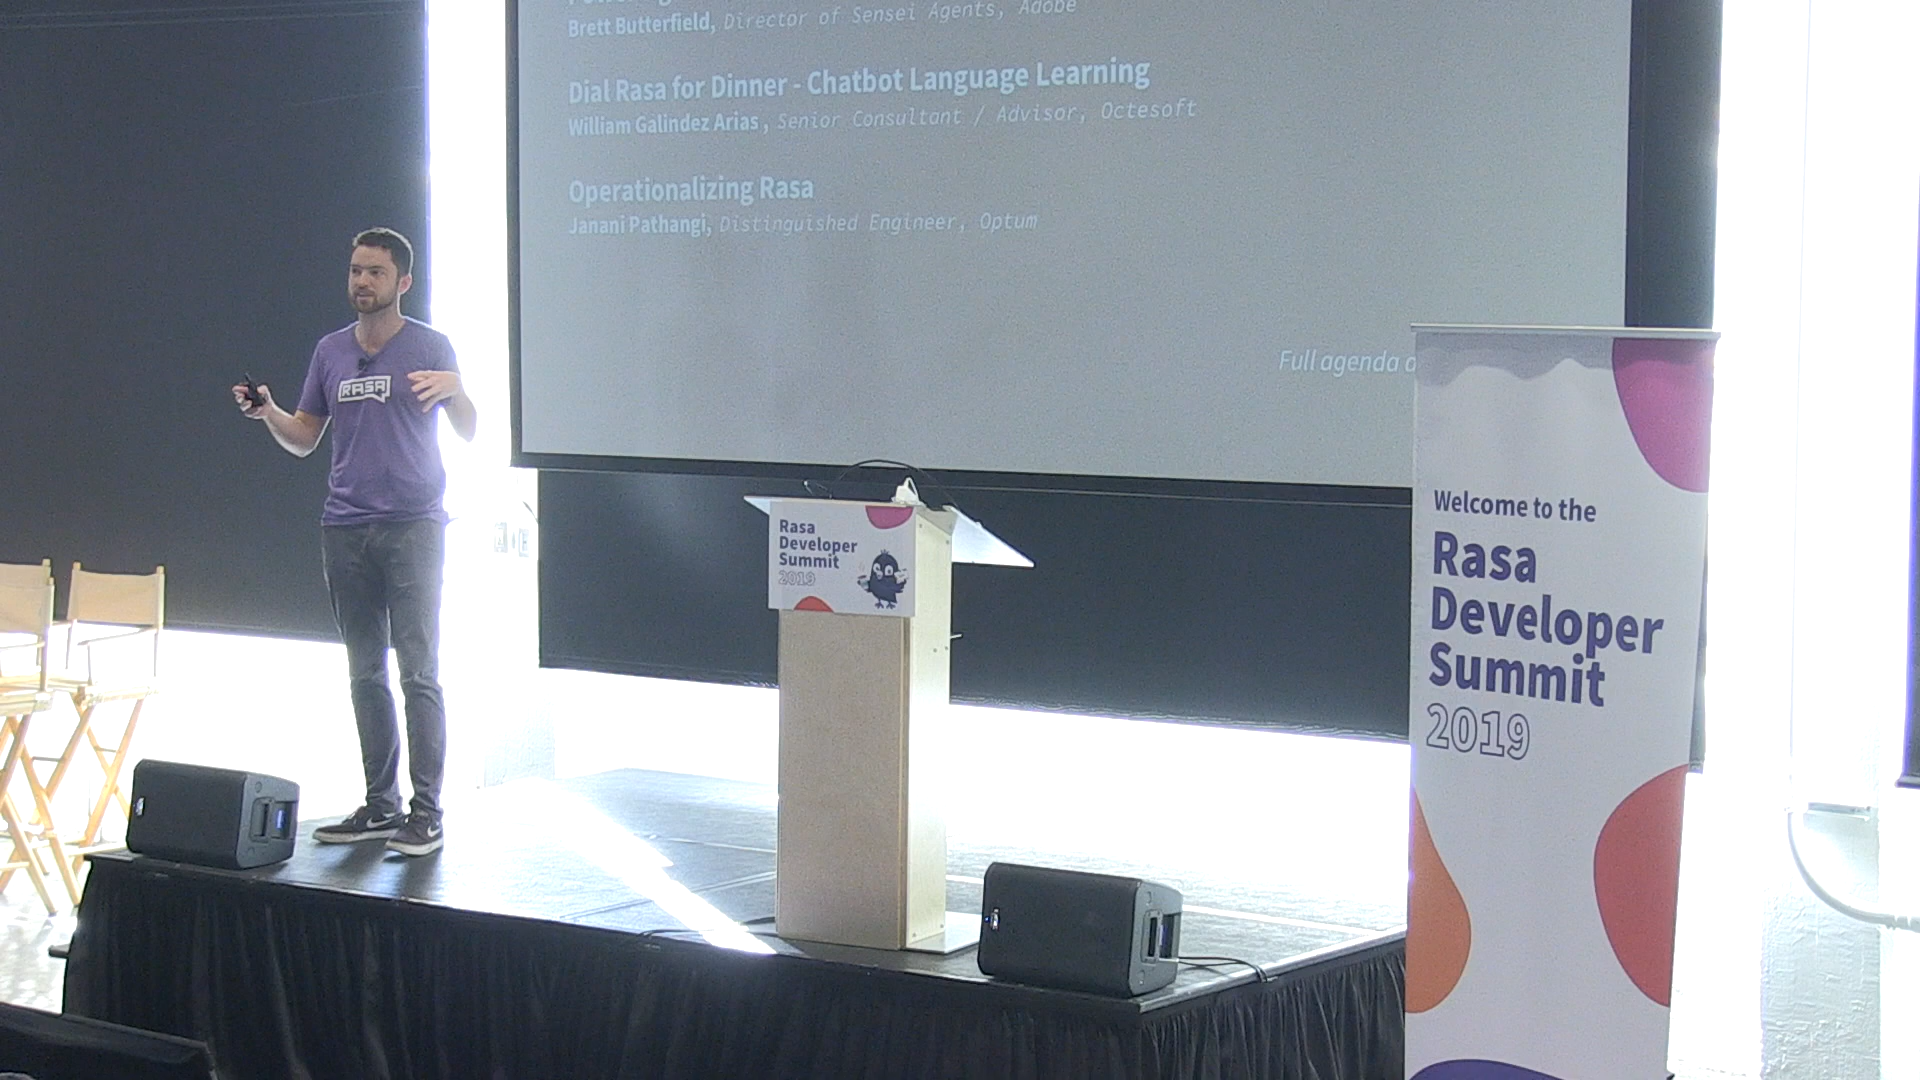 Brett Butterfield, Director of Sensei Agents, Adobe
Dial Rasa for Dinner - Chatbot Language Learning
William Galindez Arias , Senior Consultant / Advisor, Octesoft
Operationalizing Rasa
Janani Pathangi, Distinguished Engineer, Optum
Full agenda
RASA
Rasa
Developer
Summit
2019
Welcome to the
Rasa
Developer
Summit
2019